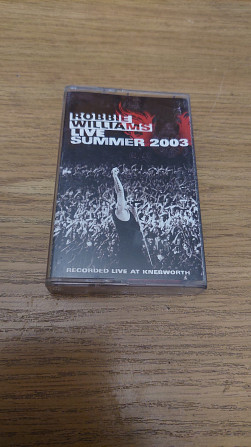 ROBBIE
WILLIAMS
LIVE
SUMMER 2003
RECORDED LIVE AT KNEBWORTH